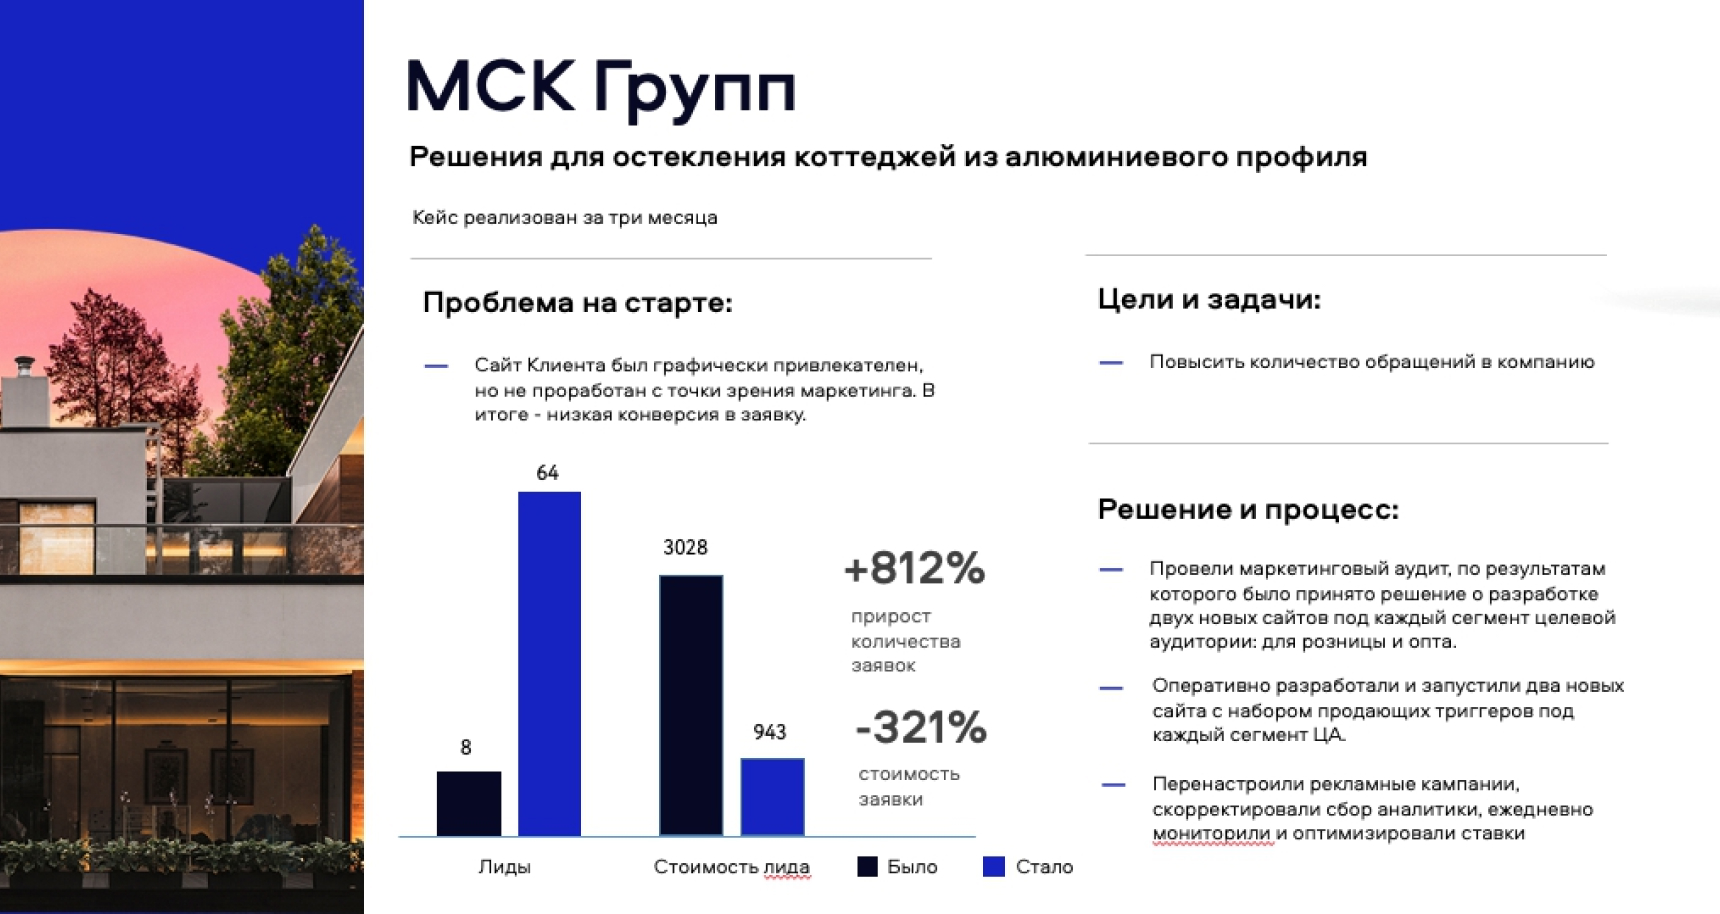 МСК Групп
Решения для остекления коттеджей из алюминиевого профиля
Кейс реализован за три месяца
Проблема на старте:
Сайт Клиента был графически привлекателен,
но не проработан с точки зрения маркетинга. В
итоге - низкая конверсия в заявку.
64
3028
8
943
+812%
прирост
количества
заявок
-321%
стоимость
заявки
Лиды
Стоимость лида
Было
Стало
Цели и задачи:
Повысить количество обращений в компанию
Решение и процесс:
Провели маркетинговый аудит, по результатам
которого было принято решение о разработке
двух новых сайтов под каждый сегмент целевой
аудитории: для розницы и опта.
Оперативно разработали и запустили два новых
сайта с набором продающих триггеров под
каждый сегмент ЦА.
Перенастроили рекламные кампании,
скорректировали сбор аналитики, ежедневно
мониторили и оптимизировали ставки